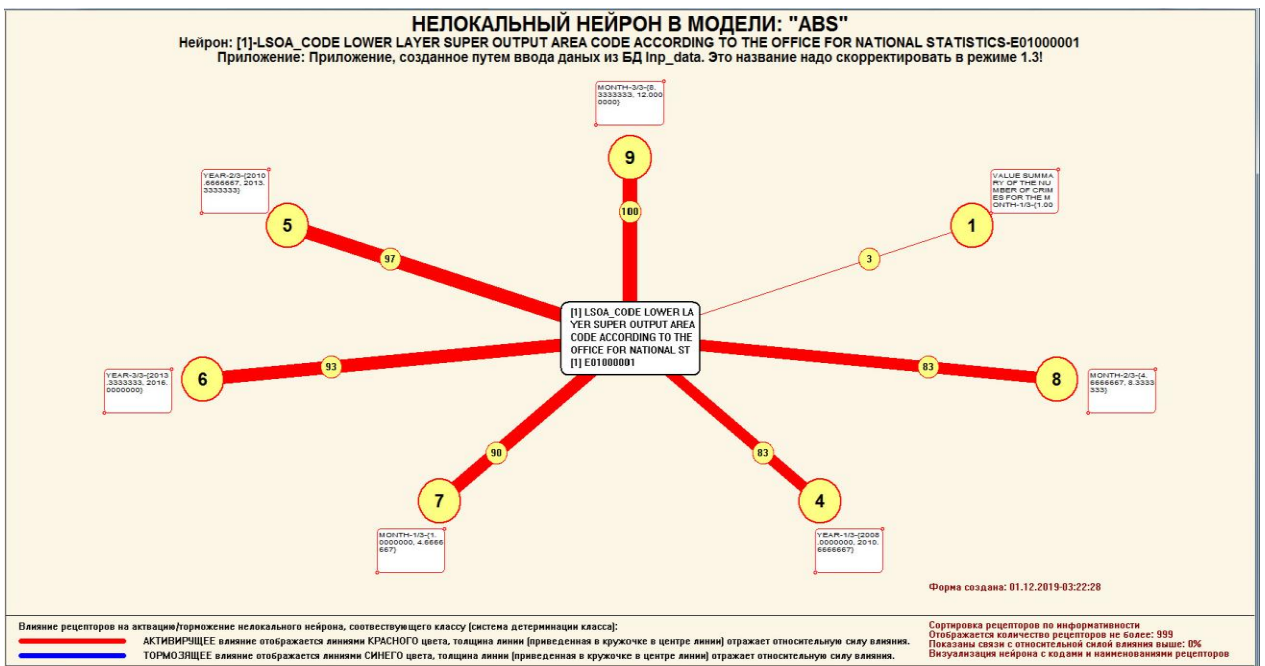 НЕЛОКАЛЬНЫЙ НЕЙРОН В МОДЕЛИ: "ABS"
Нейрон: [1]-LSOA_CODE LOWER LAYER SUPER OUTPUT AREA CODE ACCORDING TO THE OFFICE FOR NATIONAL STATISTICS-E01000001
Приложение: Приложение, созданное путем ввода даных из БД Inp_data. Это название надо скорректировать в режиме 1.3!
MONTH-3/3-{8.
3333333, 12.000
0000}
9
100
YEAR-2/3-{2010
.6666667, 2013.
3333333}
5
97
VALUE SUMMA
RY OF THE NU
MBER OF CRIM
ES FOR THE M
ONTH-1/3-{1.00
1
3
[1] LSOA_CODE LOWER LA
YER SUPER OUTPUT AREA
CODE ACCORDING TO THE
OFFICE FOR NATIONAL ST
[1] E01000001
YEAR-3/3-{2013
.3333333, 2016.
0000000}
6
93
83
8
MONTH-2/3-{4.
6666667, 8.3333
333}
90
7
MONTH-1/3-{1.
0000000, 4.6666
667}
83
4
YEAR-1/3-{2008
.0000000, 2010.
6666667}
Форма создана: 01.12.2019-03:22:28
Влияние рецепторов на актвацию/торможение нелокального нейрона, соотвествующего классу (система детерминации класса):
АКТИВИРУЩЕЕ влияние отображается линиями КРАСНОГО цвета, толщина линии (приведенная в кружочке в центре линии) отражает относительную силу влияния.
ТОРМОЗЯЩЕЕ влияние отображается линиями СИНЕГО цвета, толщина линии (приведенная в кружочке в центре линии) отражает относительную силу влияния.
Сортировка рецепторов по информативности
Отображается количество рецепторов не более: 999
Показаны связи с относительной силой влияния выше: 0%
Визуализация нейрона с кодами и наименованиями рецепторов